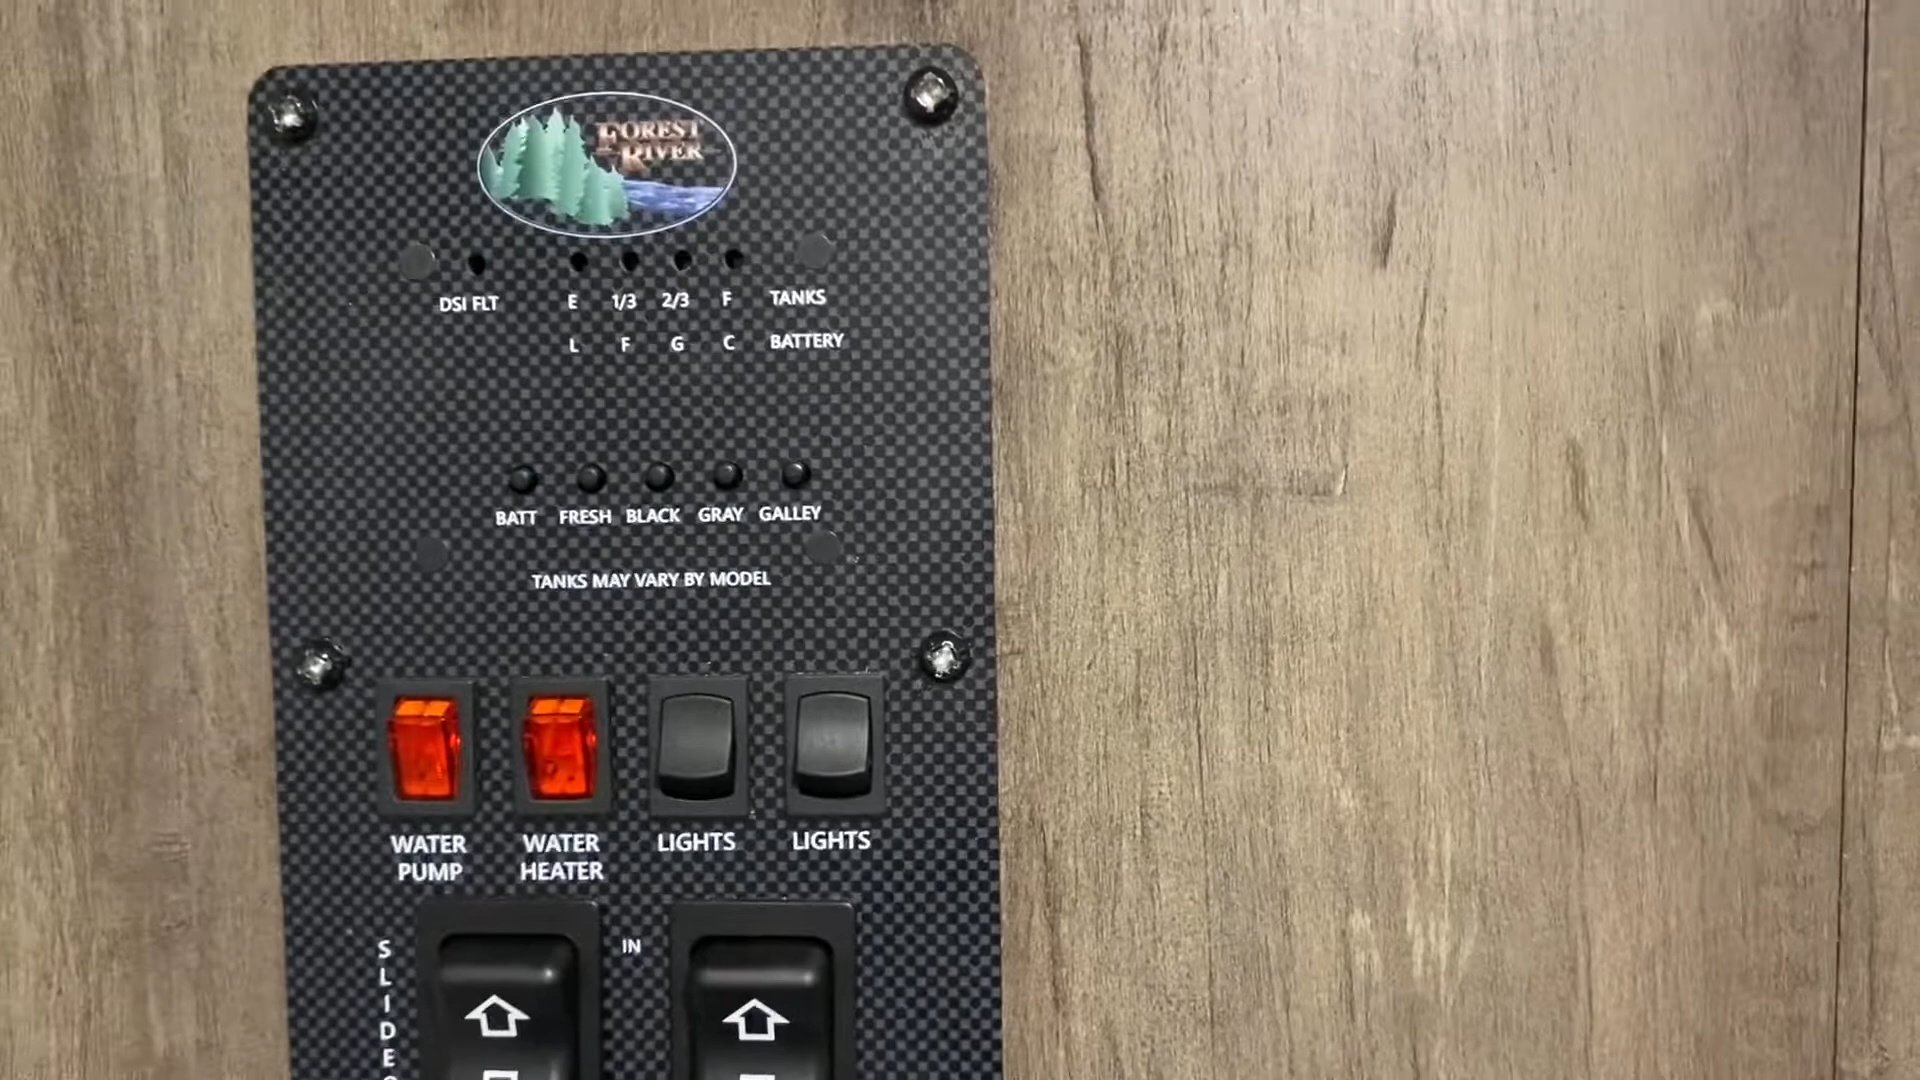 FOREST
RIVER
DSI FLT E 1/3 2/3 F TANKS
L F G C BATTERY
BATT FRESH BLACK GRAY GALLEY
TANKS MAY VARY BY MODEL
WATER PUMP
WATER HEATER
LIGHTS
LIGHTS
IN
SLIDE